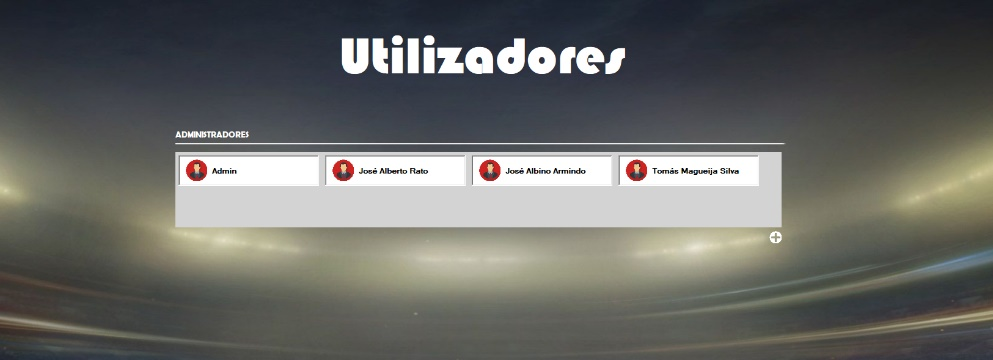 Utilizadores
ADMINISTRADORES
Admin
José Alberto Rato
José Albino Armindo
Tomás Magueija Silva